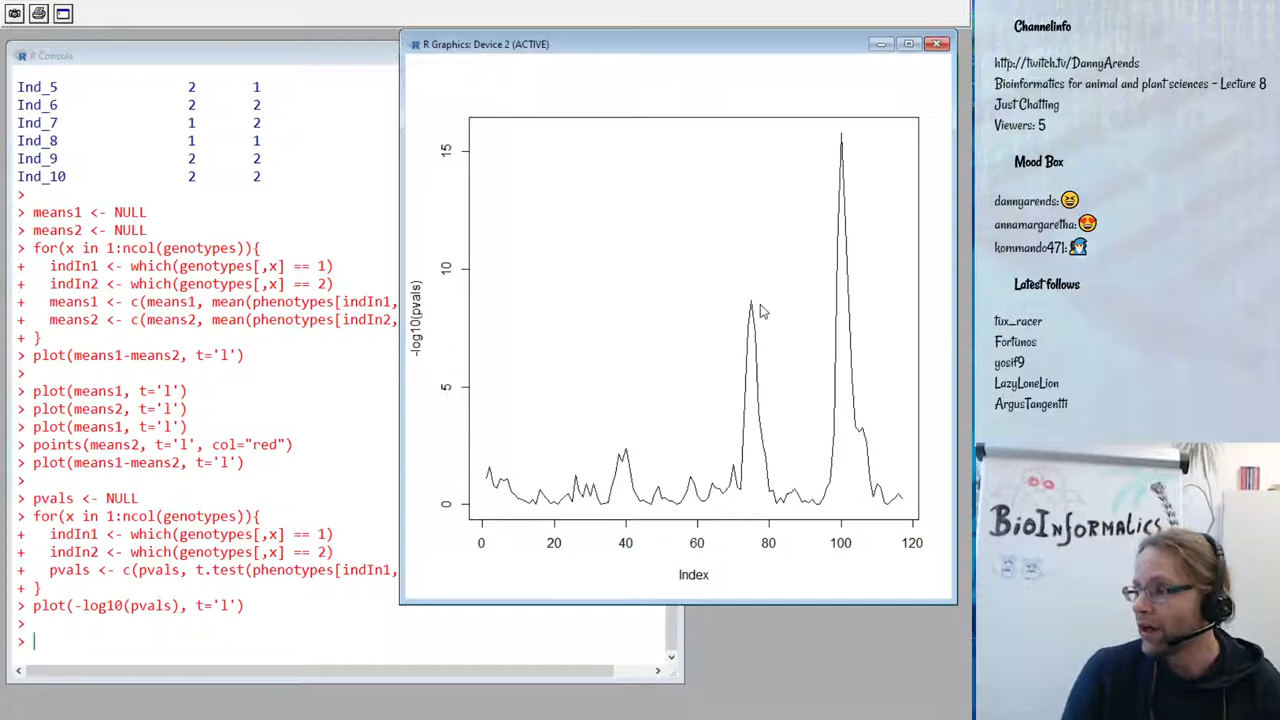 R Console
Ind_5 2 1
Ind_6 2 2
Ind_7 1 2
Ind_8 1 1
Ind_9 2 2
Ind_10 2 2
>
> means1 <- NULL
> means2 <- NULL
> for(x in 1:ncol(genotypes)){
+ indIn1 <- which(genotypes[,x] == 1)
+ indIn2 <- which(genotypes[,x] == 2)
+ means1 <- c(means1, mean(phenotypes[indIn1,
+ means2 <- c(means2, mean(phenotypes[indIn2,
+ }
> plot(means1-means2, t='l')
>
> plot(means1, t='l')
> plot(means2, t='l')
> plot(means1, t='l')
> points(means2, t='l', col="red")
> plot(means1-means2, t='l')
>
> pvals <- NULL
> for(x in 1:ncol(genotypes)){
+ indIn1 <- which(genotypes[,x] == 1)
+ indIn2 <- which(genotypes[,x] == 2)
+ pvals <- c(pvals, t.test(phenotypes[indIn1,
+ }
> plot(-log10(pvals), t='l')
>
>
R Graphics: Device 2 (ACTIVE)
15
10
5
0
-log10(pvals)
0 20 40 60 80 100 120
Index
Channelinfo
http://twitch.tv/DannyArends
Bioinformatics for animal and plant sciences - Lecture 8
Just Chatting
Viewers: 5
Mood Box
dannyarends:
annamargaretha:
kommando471:
Latest follows
tux_racer
Fortunos
yosif9
LazyLoneLion
ArgusTangentti
BioInformatics